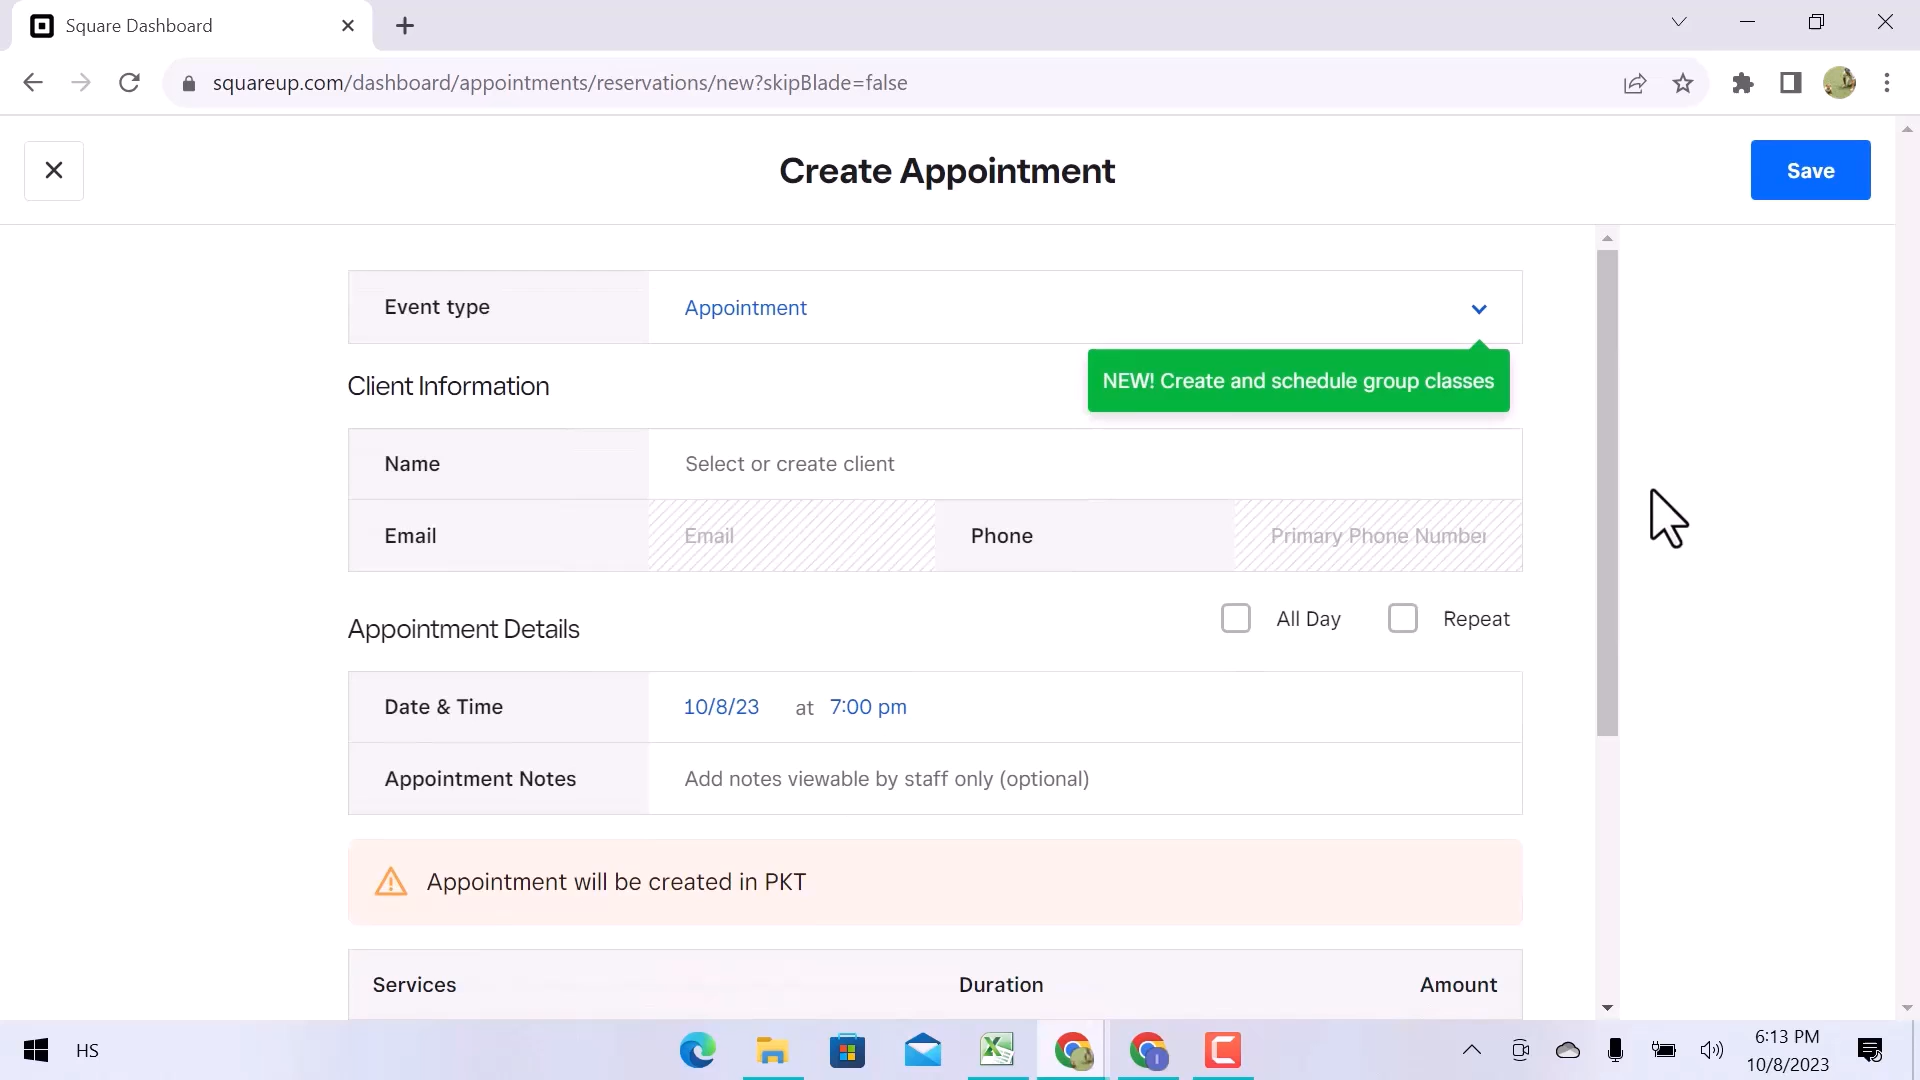 Square Dashboard
squareup.com/dashboard/appointments/reservations/new?skipBlade=false
Create Appointment
Save
Event type
Appointment
NEW! Create and schedule group classes
Client Information
Name
Select or create client
Email
Email
Phone
Primary Phone Number
Appointment Details
All Day
Repeat
Date & Time
10/8/23 at 7:00 pm
Appointment Notes
Add notes viewable by staff only (optional)
Appointment will be created in PKT
Services
Duration
Amount
HS
6:13 PM
10/8/2023